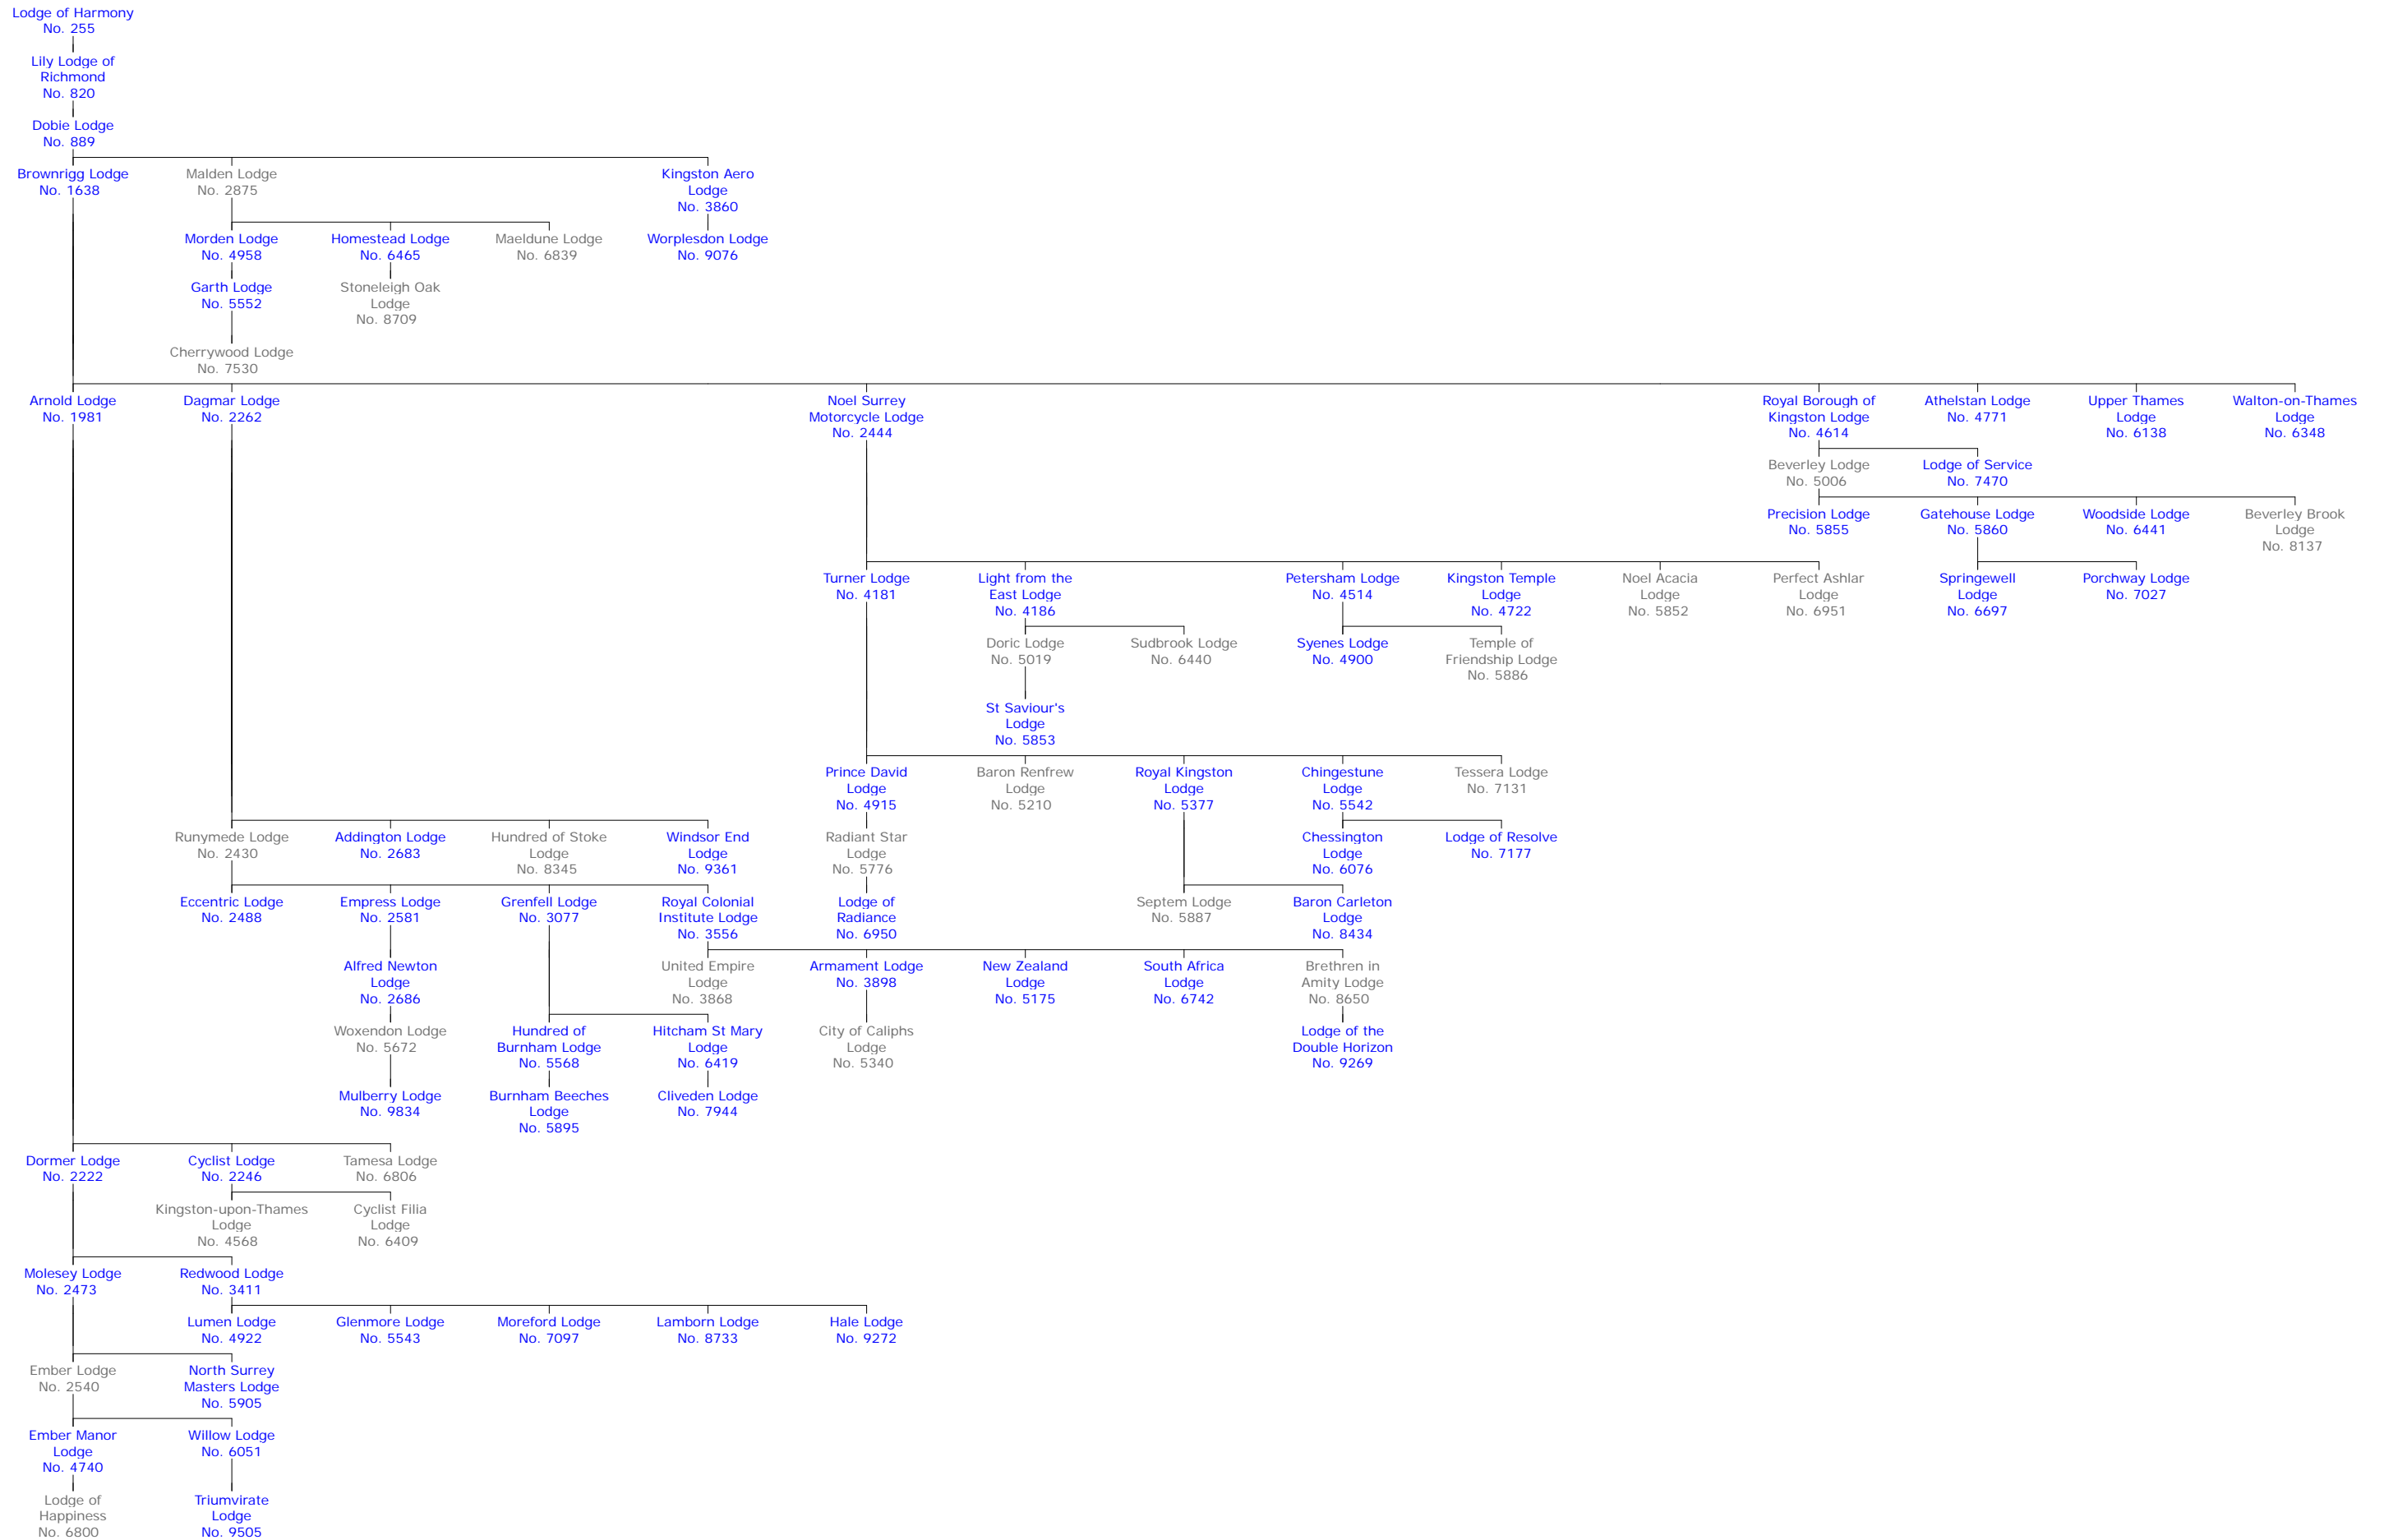 Lodge of Harmony
No. 255
Lily Lodge of
Richmond
No. 820
Dobie Lodge
No. 889
Brownrigg Lodge
No. 1638
Malden Lodge
No. 2875
Kingston Aero
Lodge
No. 3860
Morden Lodge
No. 4958
Homestead Lodge
No. 6465
Maeldune Lodge
No. 6839
Worplesdon Lodge
No. 9076
Garth Lodge
No. 5552
Stoneleigh Oak
Lodge
No. 8709
Cherrywood Lodge
No. 7530
Arnold Lodge
No. 1981
Dagmar Lodge
No. 2262
Noel Surrey
Motorcycle Lodge
No. 2444
Royal Borough of
Kingston Lodge
No. 4614
Athelstan Lodge
No. 4771
Upper Thames
Lodge
No. 6138
Walton-on-Thames
Lodge
No. 6348
Beverley Lodge
No. 5006
Lodge of Service
No. 7470
Precision Lodge
No. 5855
Gatehouse Lodge
No. 5860
Woodside Lodge
No. 6441
Beverley Brook
Lodge
No. 8137
Turner Lodge
No. 4181
Light from the
East Lodge
No. 4186
Petersham Lodge
No. 4514
Kingston Temple
Lodge
No. 4722
Noel Acacia
Lodge
No. 5852
Perfect Ashlar
Lodge
No. 6951
Springewell
Lodge
No. 6697
Porchway Lodge
No. 7027
Doric Lodge
No. 5019
Sudbrook Lodge
No. 6440
Syenes Lodge
No. 4900
Temple of
Friendship Lodge
No. 5886
St Saviour's
Lodge
No. 5853
Prince David
Lodge
No. 4915
Baron Renfrew
Lodge
No. 5210
Royal Kingston
Lodge
No. 5377
Chingestune
Lodge
No. 5542
Tessera Lodge
No. 7131
Runymede Lodge
No. 2430
Addington Lodge
No. 2683
Hundred of Stoke
Lodge
No. 8345
Windsor End
Lodge
No. 9361
Radiant Star
Lodge
No. 5776
Chessington
Lodge
No. 6076
Lodge of Resolve
No. 7177
Eccentric Lodge
No. 2488
Empress Lodge
No. 2581
Grenfell Lodge
No. 3077
Royal Colonial
Institute Lodge
No. 3556
Lodge of
Radiance
No. 6950
Septem Lodge
No. 5887
Baron Carleton
Lodge
No. 8434
Alfred Newton
Lodge
No. 2686
United Empire
Lodge
No. 3868
Armament Lodge
No. 3898
New Zealand
Lodge
No. 5175
South Africa
Lodge
No. 6742
Brethren in
Amity Lodge
No. 8650
Woxendon Lodge
No. 5672
Hundred of
Burnham Lodge
No. 5568
Hitcham St Mary
Lodge
No. 6419
City of Caliphs
Lodge
No. 5340
Lodge of the
Double Horizon
No. 9269
Mulberry Lodge
No. 9834
Burnham Beeches
Lodge
No. 5895
Cliveden Lodge
No. 7944
Dormer Lodge
No. 2222
Cyclist Lodge
No. 2246
Tamesa Lodge
No. 6806
Kingston-upon-Thames
Lodge
No. 4568
Cyclist Filia
Lodge
No. 6409
Molesey Lodge
No. 2473
Redwood Lodge
No. 3411
Lumen Lodge
No. 4922
Glenmore Lodge
No. 5543
Moreford Lodge
No. 7097
Lamborn Lodge
No. 8733
Hale Lodge
No. 9272
Ember Lodge
No. 2540
North Surrey
Masters Lodge
No. 5905
Ember Manor
Lodge
No. 4740
Willow Lodge
No. 6051
Lodge of
Happiness
No. 6800
Triumvirate
Lodge
No. 9505